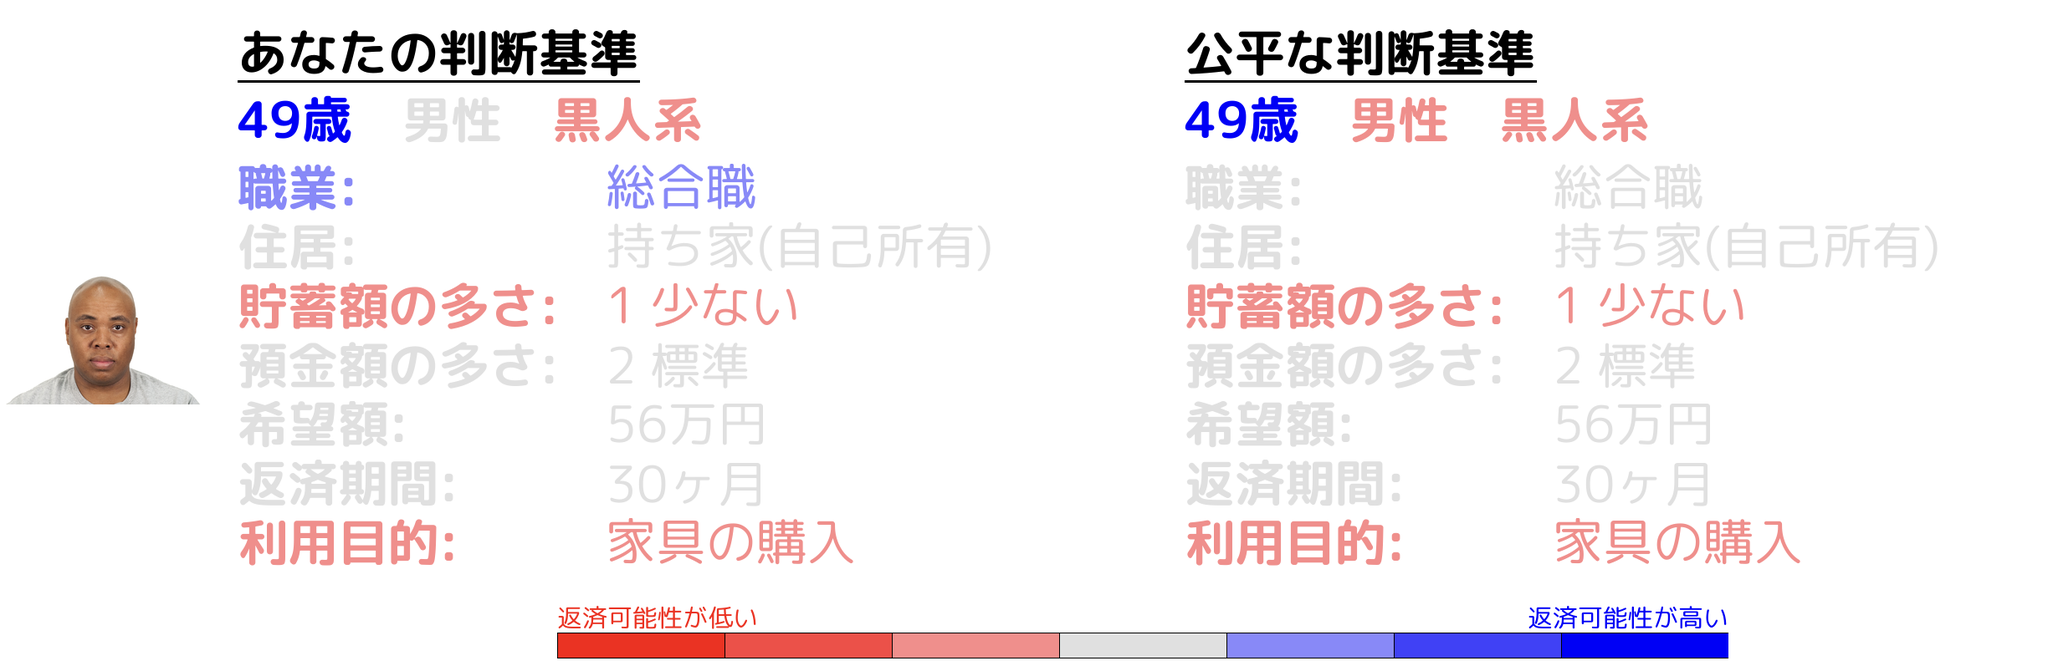 あなたの判断基準
49歳 男性 黒人系
職業: 総合職
住居: 持ち家(自己所有)
貯蓄額の多さ: 1 少ない
預金額の多さ: 2 標準
希望額: 56万円
返済期間: 30ヶ月
利用目的: 家具の購入
公平な判断基準
49歳 男性 黒人系
職業: 総合職
住居: 持ち家(自己所有)
貯蓄額の多さ: 1 少ない
預金額の多さ: 2 標準
希望額: 56万円
返済期間: 30ヶ月
利用目的: 家具の購入
返済可能性が低い
返済可能性が高い